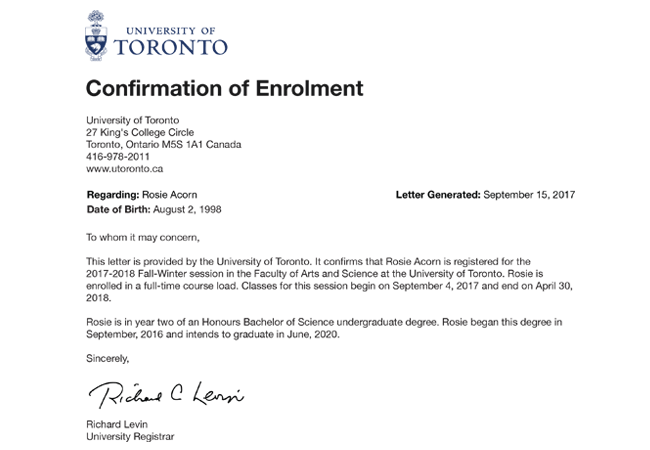 UNIVERSITY OF
TORONTO
Confirmation of Enrolment
University of Toronto
27 King's College Circle
Toronto, Ontario M5S 1A1 Canada
416-978-2011
www.utoronto.ca
Regarding: Rosie Acorn
Letter Generated: September 15, 2017
Date of Birth: August 2, 1998
To whom it may concern,
This letter is provided by the University of Toronto. It confirms that Rosie Acorn is registered for the
2017-2018 Fall-Winter session in the Faculty of Arts and Science at the University of Toronto. Rosie is
enrolled in a full-time course load. Classes for this session begin on September 4, 2017 and end on April 30,
2018.
Rosie is in year two of an Honours Bachelor of Science undergraduate degree. Rosie began this degree in
September, 2016 and intends to graduate in June, 2020.
Sincerely,
Richard C Levin
Richard Levin
University Registrar